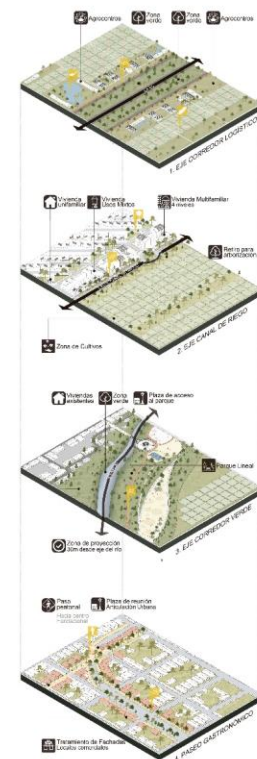 Agrocentros
Zona
verde
Zona
verde
Agrocentros
1. EJE CORREDOR LOGÍSTICO
Vivienda
unifamiliar
Vivienda
Usos Mixtos
Vivienda Multifamiliar
4 niveles
Retiro para
arborización
Zona de Cultivos
2. EJE CANAL DE RIEGO
Viviendas
existentes
Zona
verde
Plaza de acceso
al parque
Parque Lineal
Zona de proyección
30m desde eje del río
3. EJE CORREDOR VERDE
Paso
peatonal
Hacia centro
Plaza de reunión
Articulación Urbana
Tratamiento de Fachadas
Locales comerciales
4. PASEO GASTRONÓMICO